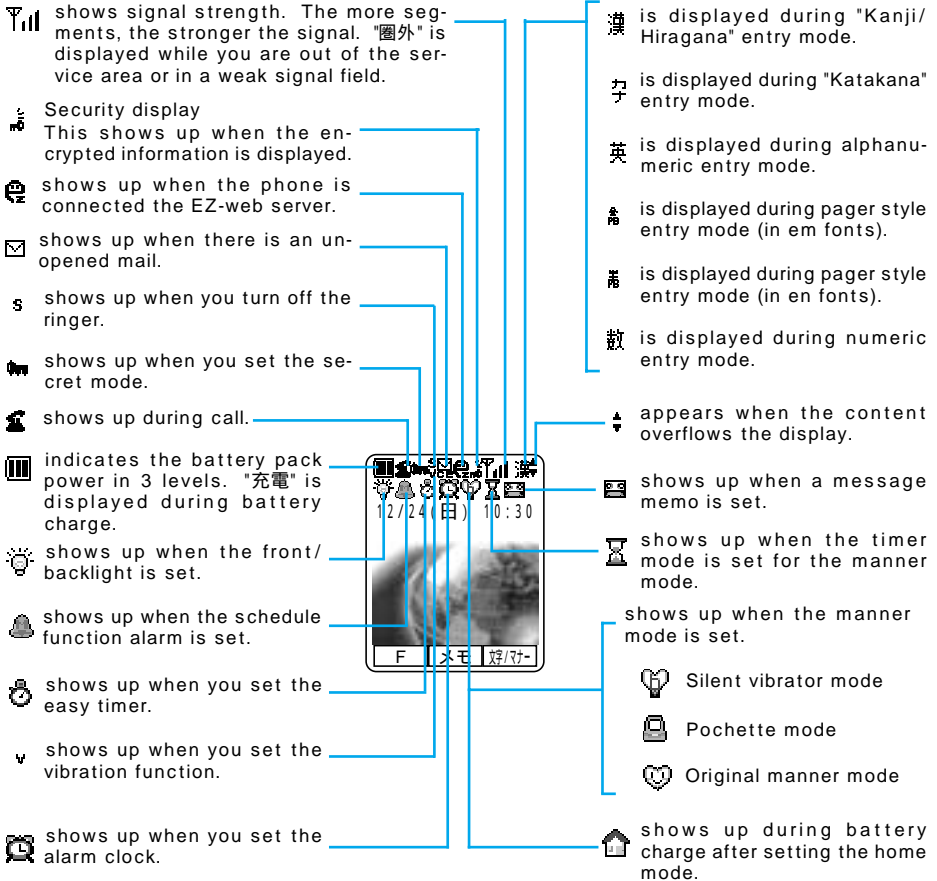 shows signal strength. The more seg-
ments, the stronger the signal. "圏外" is
displayed while you are out of the ser-
vice area or in a weak signal field.
Security display
This shows up when the en-
crypted information is displayed.
shows up when the phone is
connected the EZ-web server.
shows up when there is an un-
opened mail.
S
shows up when you turn off the
ringer.
shows up when you set the se-
cret mode.
shows up during call.
indicates the battery pack
power in 3 levels. "充電" is
displayed during battery
charge.
shows up when the front/
backlight is set.
shows up when the schedule
function alarm is set.
shows up when you set the
easy timer.
V
shows up when you set the
vibration function.
shows up when you set the
alarm clock.
漢
12/24(日) 10:30
F メモ 文字/マナー
漢 is displayed during "Kanji/
Hiragana" entry mode.
カナ is displayed during "Katakana"
entry mode.
英 is displayed during alphanu-
meric entry mode.
is displayed during pager style
entry mode (in em fonts).
is displayed during pager style
entry mode (in en fonts).
数 is displayed during numeric
entry mode.
appears when the content
overflows the display.
shows up when a message
memo is set.
shows up when the timer
mode is set for the manner
mode.
shows up when the manner
mode is set.
Silent vibrator mode
Pochette mode
Original manner mode
shows up during battery
charge after setting the home
mode.